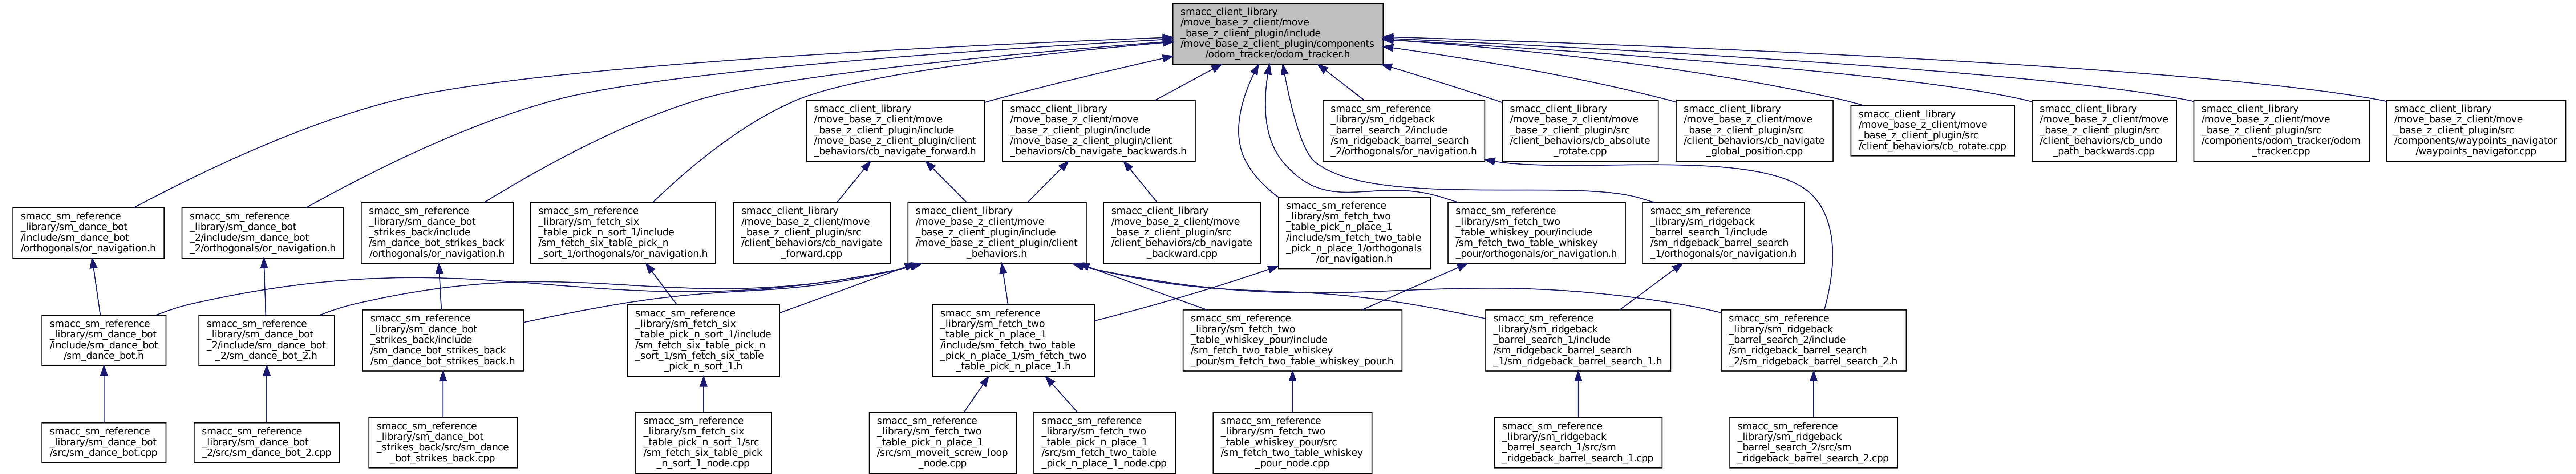 smacc_client_library
/move_base_z_client/move
_base_z_client_plugin/include
/move_base_z_client_plugin/components
/odom_tracker/odom_tracker.h
smacc_client_library
/move_base_z_client/move
_base_z_client_plugin/include
/move_base_z_client_plugin/client
_behaviors/cb_navigate_forward.h
smacc_client_library
/move_base_z_client/move
_base_z_client_plugin/include
/move_base_z_client_plugin/client
_behaviors/cb_navigate_backwards.h
smacc_sm_reference
_library/sm_ridgeback
_barrel_search_2/include
/sm_ridgeback_barrel_search
_2/orthogonals/or_navigation.h
smacc_client_library
/move_base_z_client/move
_base_z_client_plugin/src
/client_behaviors/cb_absolute
_rotate.cpp
smacc_client_library
/move_base_z_client/move
_base_z_client_plugin/src
/client_behaviors/cb_navigate
_global_position.cpp
smacc_client_library
/move_base_z_client/move
_base_z_client_plugin/src
/client_behaviors/cb_rotate.cpp
smacc_client_library
/move_base_z_client/move
_base_z_client_plugin/src
/client_behaviors/cb_undo
_path_backwards.cpp
smacc_client_library
/move_base_z_client/move
_base_z_client_plugin/src
/components/odom_tracker/odom
_tracker.cpp
smacc_client_library
/move_base_z_client/move
_base_z_client_plugin/src
/components/waypoints_navigator
/waypoints_navigator.cpp
smacc_sm_reference
_library/sm_dance_bot
/include/sm_dance_bot
/orthogonals/or_navigation.h
smacc_sm_reference
_library/sm_dance_bot
_2/include/sm_dance_bot
_2/orthogonals/or_navigation.h
smacc_sm_reference
_library/sm_dance_bot
_strikes_back/include
/sm_dance_bot_strikes_back
/orthogonals/or_navigation.h
smacc_sm_reference
_library/sm_fetch_six
_table_pick_n_sort_1/include
/sm_fetch_six_table_pick_n
_sort_1/orthogonals/or_navigation.h
smacc_client_library
/move_base_z_client/move
_base_z_client_plugin/src
/client_behaviors/cb_navigate
_forward.cpp
smacc_client_library
/move_base_z_client/move
_base_z_client_plugin/include
/move_base_z_client_plugin/client
_behaviors.h
smacc_client_library
/move_base_z_client/move
_base_z_client_plugin/src
/client_behaviors/cb_navigate
_backward.cpp
smacc_sm_reference
_library/sm_fetch_two
_table_pick_n_place_1
/include/sm_fetch_two_table
_pick_n_place_1/orthogonals
/or_navigation.h
smacc_sm_reference
_library/sm_fetch_two
_table_whiskey_pour/include
/sm_fetch_two_table_whiskey
_pour/orthogonals/or_navigation.h
smacc_sm_reference
_library/sm_ridgeback
_barrel_search_1/include
/sm_ridgeback_barrel_search
_1/orthogonals/or_navigation.h
smacc_sm_reference
_library/sm_dance_bot
/include/sm_dance_bot
/sm_dance_bot.h
smacc_sm_reference
_library/sm_dance_bot
_2/include/sm_dance_bot
_2/sm_dance_bot_2.h
smacc_sm_reference
_library/sm_dance_bot
_strikes_back/include
/sm_dance_bot_strikes_back
/sm_dance_bot_strikes_back.h
smacc_sm_reference
_library/sm_fetch_six
_table_pick_n_sort_1/include
/sm_fetch_six_table_pick_n
_sort_1/sm_fetch_six_table
_pick_n_sort_1.h
smacc_sm_reference
_library/sm_fetch_two
_table_pick_n_place_1
/include/sm_fetch_two_table
_pick_n_place_1/sm_fetch_two
_table_pick_n_place_1.h
smacc_sm_reference
_library/sm_fetch_two
_table_whiskey_pour/include
/sm_fetch_two_table_whiskey
_pour/sm_fetch_two_table_whiskey_pour.h
smacc_sm_reference
_library/sm_ridgeback
_barrel_search_1/include
/sm_ridgeback_barrel_search
_1/sm_ridgeback_barrel_search_1.h
smacc_sm_reference
_library/sm_ridgeback
_barrel_search_2/include
/sm_ridgeback_barrel_search
_2/sm_ridgeback_barrel_search_2.h
smacc_sm_reference
_library/sm_dance_bot
/src/sm_dance_bot.cpp
smacc_sm_reference
_library/sm_dance_bot
_2/src/sm_dance_bot_2.cpp
smacc_sm_reference
_library/sm_dance_bot
_strikes_back/src/sm_dance
_bot_strikes_back.cpp
smacc_sm_reference
_library/sm_fetch_six
_table_pick_n_sort_1/src
/sm_fetch_six_table_pick
_n_sort_1_node.cpp
smacc_sm_reference
_library/sm_fetch_two
_table_pick_n_place_1
/src/sm_moveit_screw_loop
_node.cpp
smacc_sm_reference
_library/sm_fetch_two
_table_pick_n_place_1
/src/sm_fetch_two_table
_pick_n_place_1_node.cpp
smacc_sm_reference
_library/sm_fetch_two
_table_whiskey_pour/src
/sm_fetch_two_table_whiskey
_pour_node.cpp
smacc_sm_reference
_library/sm_ridgeback
_barrel_search_1/src/sm
_ridgeback_barrel_search_1.cpp
smacc_sm_reference
_library/sm_ridgeback
_barrel_search_2/src/sm
_ridgeback_barrel_search_2.cpp